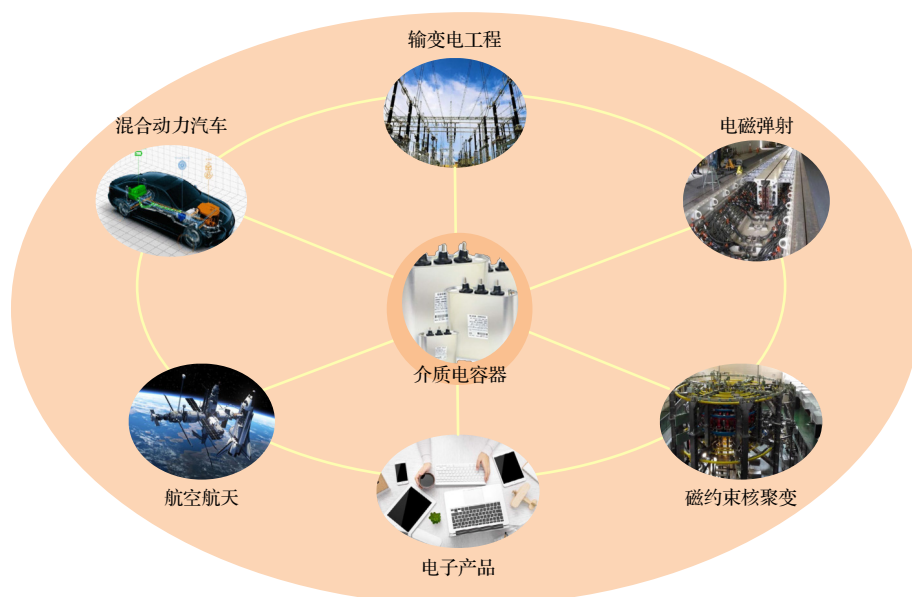 输变电工程
混合动力汽车
电磁弹射
介质电容器
航空航天
磁约束核聚变
电子产品